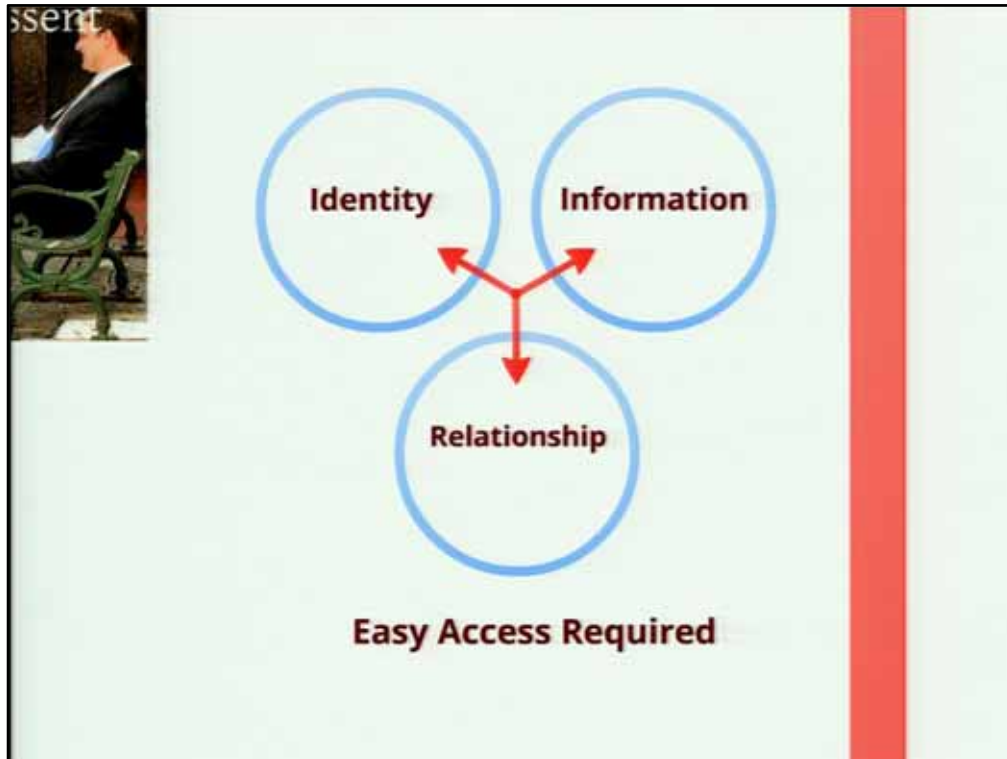 ssent
Identity
Information
Relationship
Easy Access Required